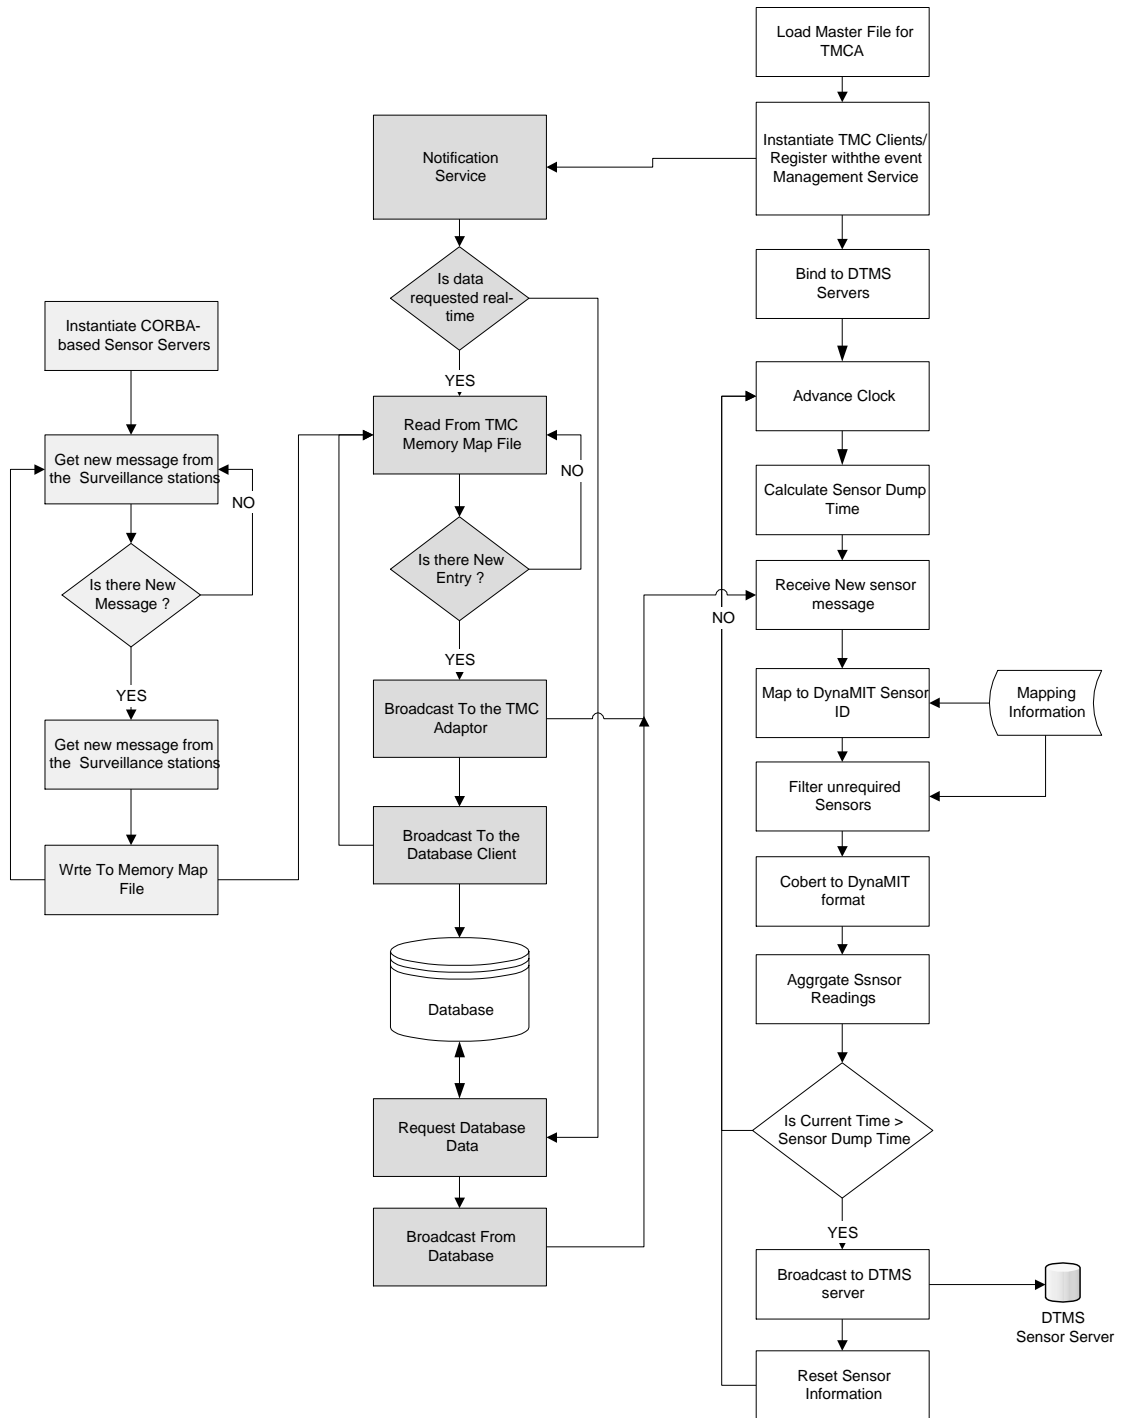 Load Master File for
TMCA
Instantiate TMC Clients/
Register withthe event
Management Service
Notification
Service
Bind to DTMS
Servers
Is data
requested real-
time
Instantiate CORBA-
based Sensor Servers
YES
Advance Clock
Read From TMC
Memory Map File
NO
Get new message from
the Surveillance stations
NO
Calculate Sensor Dump
Time
Is there New
Entry ?
Is there New
Message ?
Receive New sensor
message
NO
YES
YES
Broadcast To the TMC
Adaptor
Map to DynaMIT Sensor
ID
Mapping
Information
Get new message from
the Surveillance stations
Filter unrequired
Sensors
Broadcast To the
Database Client
Wrte To Memory Map
File
Cobert to DynaMIT
format
Aggrgate Ssnsor
Readings
Database
Request Database
Data
Is Current Time >
Sensor Dump Time
YES
Broadcast From
Database
Broadcast to DTMS
server
DTMS
Sensor Server
Reset Sensor
Information